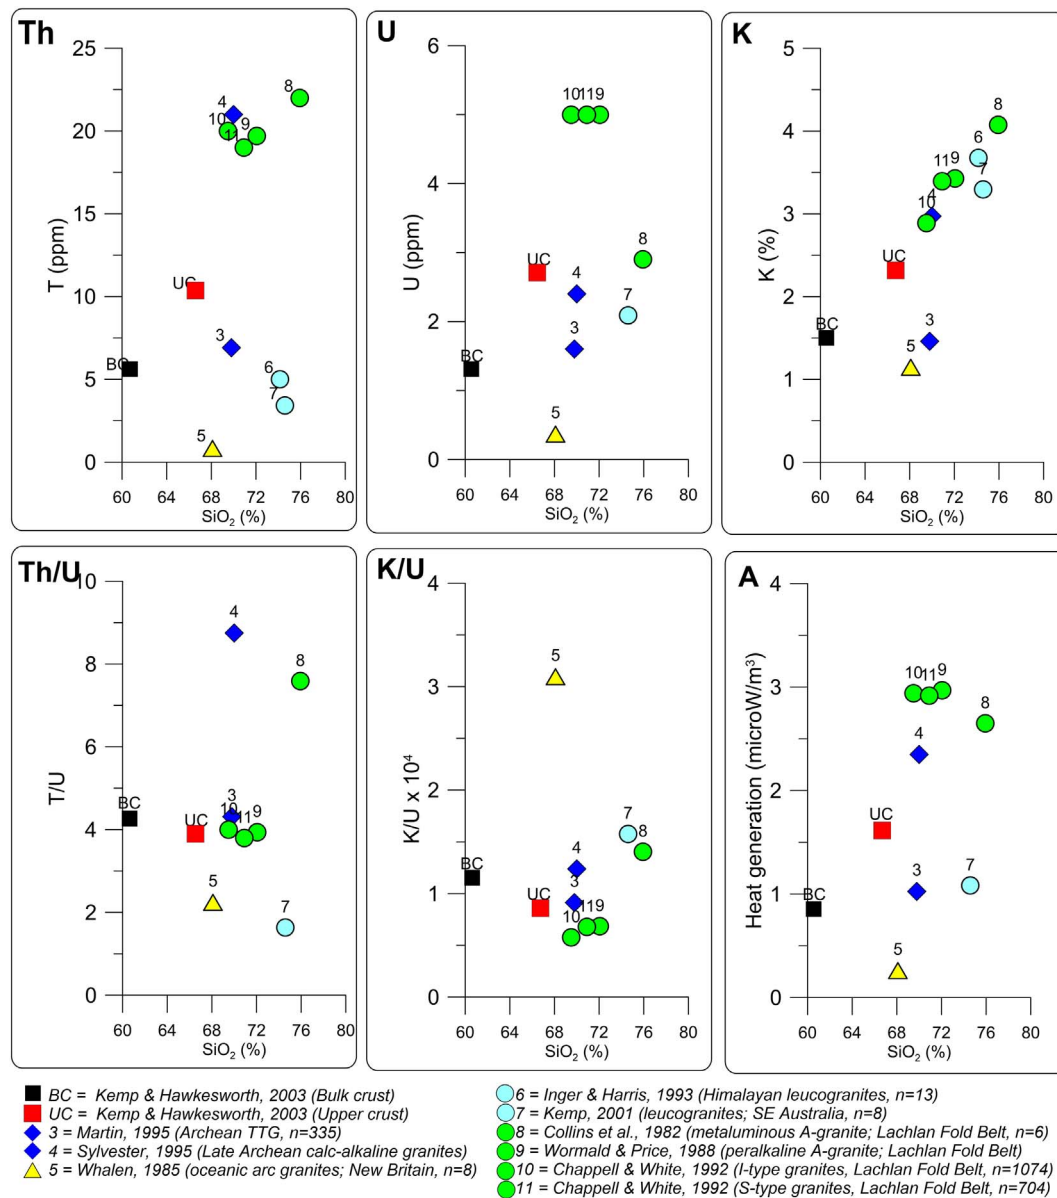 Th
25
20
15
10
5
0
T (ppm)
60 64 68 72 76 80
SiO2 (%)
BC
UC
3
4
5
6
7
8
9
10
11
U
6
4
2
0
U (ppm)
60 64 68 72 76 80
SiO2 (%)
BC
UC
3
4
5
7
8
10 11 9
K
5
4
3
2
1
0
K (%)
60 64 68 72 76 80
SiO2 (%)
BC
UC
3
4
5
6
7
8
11 9
10
Th/U
10
8
6
4
2
0
T/U
60 64 68 72 76 80
SiO2 (%)
BC
UC
3
4
5
7
8
10 11 9
K/U
4
3
2
1
0
K/U x 104
60 64 68 72 76 80
SiO2 (%)
BC
UC
3
4
5
7
8
10 11 9
A
4
3
2
1
0
Heat generation (microW/m3)
60 64 68 72 76 80
SiO2 (%)
BC
UC
3
4
5
7
8
10 11 9
BC = Kemp & Hawkesworth, 2003 (Bulk crust)
UC = Kemp & Hawkesworth, 2003 (Upper crust)
3 = Martin, 1995 (Archean TTG, n=335)
4 = Sylvester, 1995 (Late Archean calc-alkaline granites)
5 = Whalen, 1985 (oceanic arc granites; New Britain, n=8)
6 = Inger & Harris, 1993 (Himalayan leucogranites, n=13)
7 = Kemp, 2001 (leucogranites; SE Australia, n=8)
8 = Collins et al., 1982 (metaluminous A-granite; Lachlan Fold Belt, n=6)
9 = Wormald & Price, 1988 (peralkaline A-granite; Lachlan Fold Belt)
10 = Chappell & White, 1992 (I-type granites, Lachlan Fold Belt, n=1074)
11 = Chappell & White, 1992 (S-type granites, Lachlan Fold Belt, n=704)